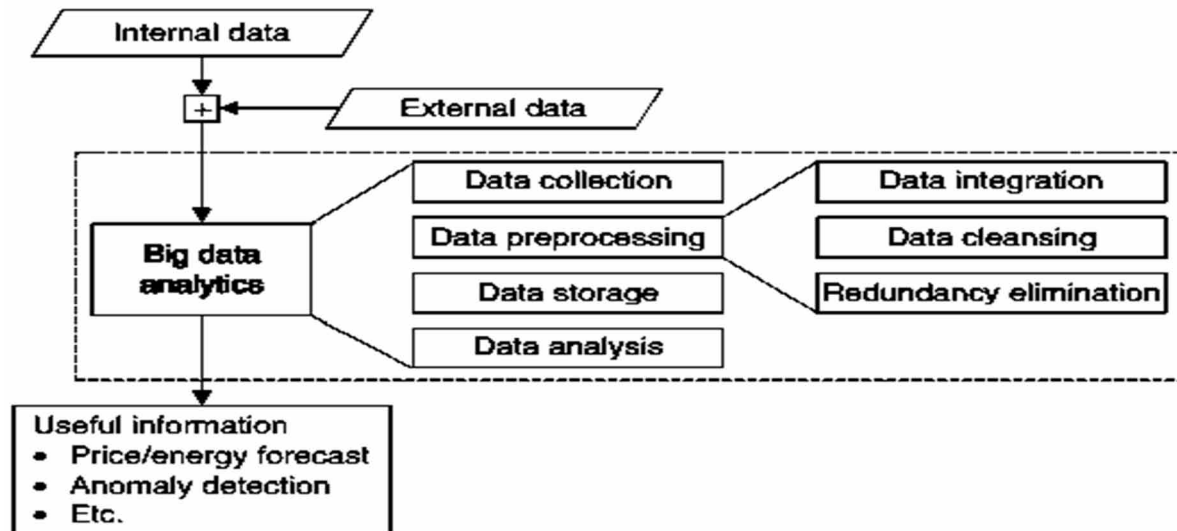 Internal data
+
External data
Data collection
Data integration
Big data
analytics
Data preprocessing
Data cleansing
Data storage
Redundancy elimination
Data analysis
Useful information
• Price/energy forecast
• Anomaly detection
• Etc.